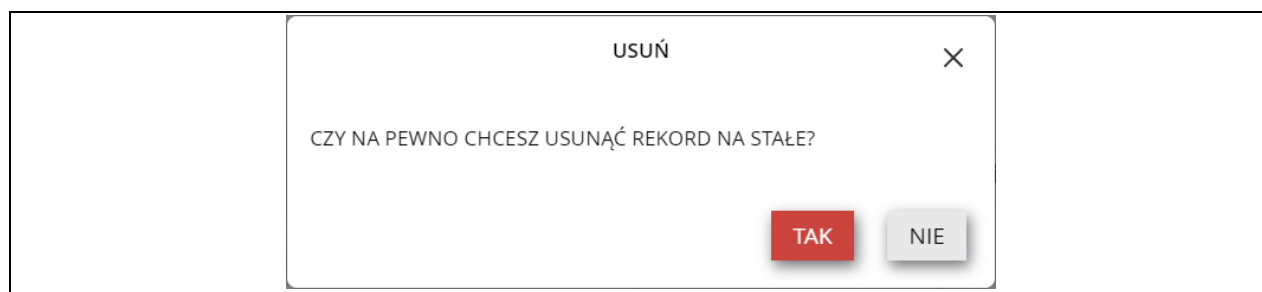 USUŃ
CZY NA PEWNO CHCESZ USUNĄĆ REKORD NA STAŁE?
TAK NIE